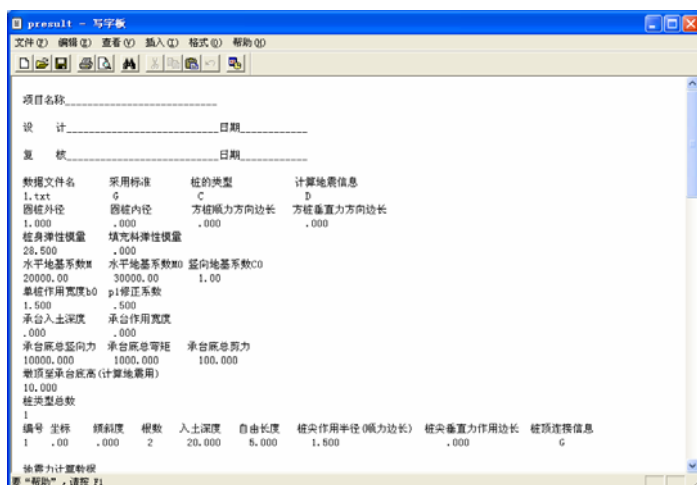 presult - 写字板
文件(F) 编辑(E) 查看(V) 插入(I) 格式(O) 帮助(H)
项目名称____________________________
设 计____________________________日期____________
复 核____________________________日期____________
数据文件名 采用标准 桩的类型 计算地震信息
1.txt G C D
圆桩外径 圆桩内径 方桩顺力方向边长 方桩垂直力方向边长
1.000 .000 .000 .000
桩身弹性模量 填充料弹性模量
28.500 .000
水平地基系数M 水平地基系数M0 竖向地基系数C0
20000.00 30000.00 1.00
单桩作用宽度b0 p1修正系数
1.500 .500
承台入土深度 承台作用宽度
.000 .000
承台底总竖向力 承台底总弯矩 承台底总剪力
10000.000 1000.000 100.000
墩顶至承台底高(计算地震用)
10.000
桩类型总数
1
编号 坐标 倾斜度 根数 入土深度 自由长度 桩尖作用半径(顺力边长) 桩尖垂直力作用边长 桩顶连接信息
1 .00 .000 2 20.000 5.000 1.500 .000 G
地震力计算数据
要“帮助”，请按 F1